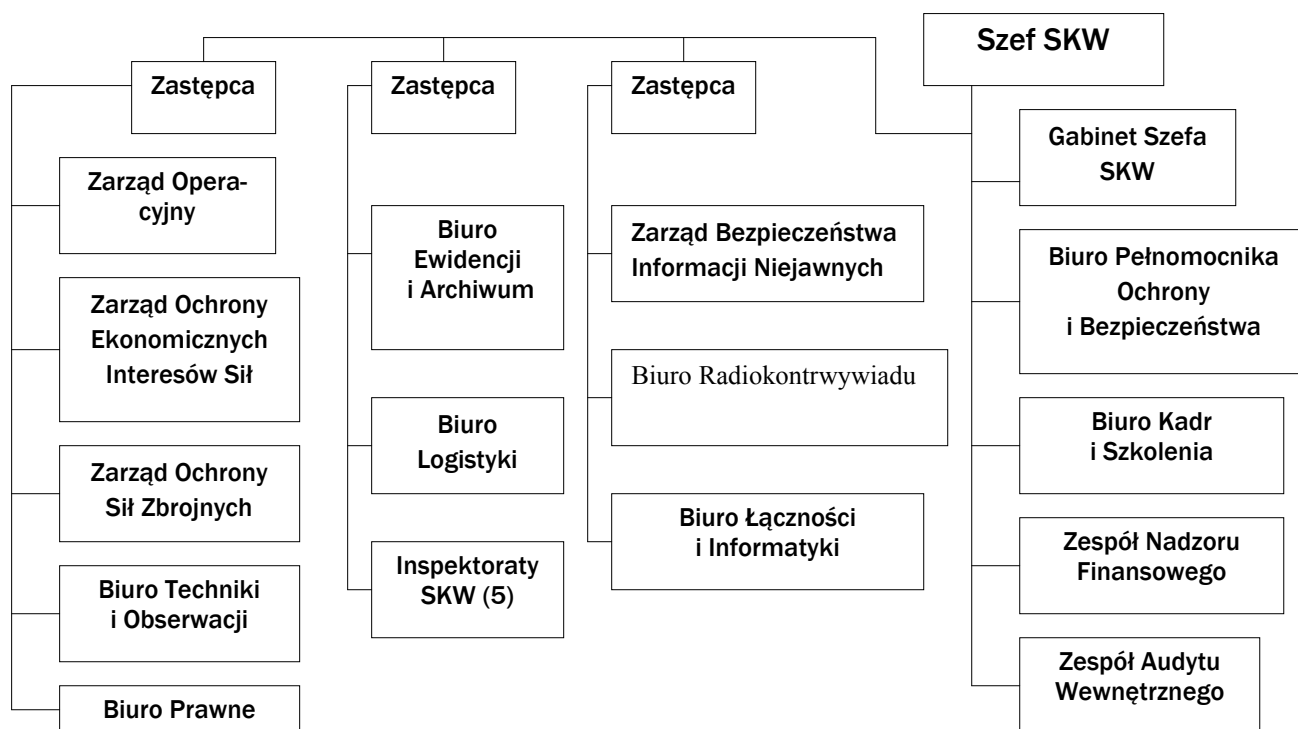 Szef SKW
Zastępca
Zastępca
Zastępca
Zarząd Opera-
cyjny
Zarząd Ochrony
Ekonomicznych
Interesów Sił
Zarząd Ochrony
Sił Zbrojnych
Biuro Techniki
i Obserwacji
Biuro Prawne
Biuro
Ewidencji
i Archiwum
Biuro
Logistyki
Inspektoraty
SKW (5)
Zarząd Bezpieczeństwa
Informacji Niejawnych
Biuro Radiokontrwywiadu
Biuro Łączności
i Informatyki
Gabinet Szefa
SKW
Biuro Pełnomocnika
Ochrony
i Bezpieczeństwa
Biuro Kadr
i Szkolenia
Zespół Nadzoru
Finansowego
Zespół Audytu
Wewnętrznego